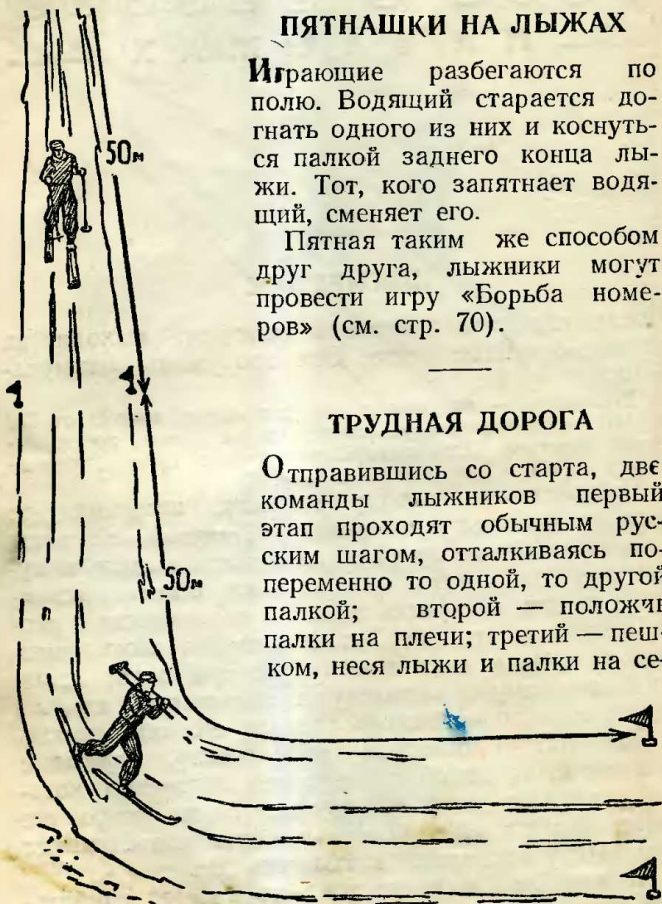 ПЯТНАШКИ НА ЛЫЖАХ
Играющие разбегаются по
полю. Водящий старается до-
гнать одного из них и коснуть-
ся палкой заднего конца лы-
жи. Тот, кого запятнает водя-
щий, сменяет его.
Пятная таким же способом
друг друга, лыжники могут
провести игру «Борьба номе-
ров» (см. стр. 70).
ТРУДНАЯ ДОРОГА
Отправившись со старта, две
команды лыжников первый
этап проходят обычным рус-
ским шагом, отталкиваясь по-
переменно то одной, то другой
палкой; второй — положив
палки на плечи; третий — пеш-
ком, неся лыжи и палки на се-
50м
50м